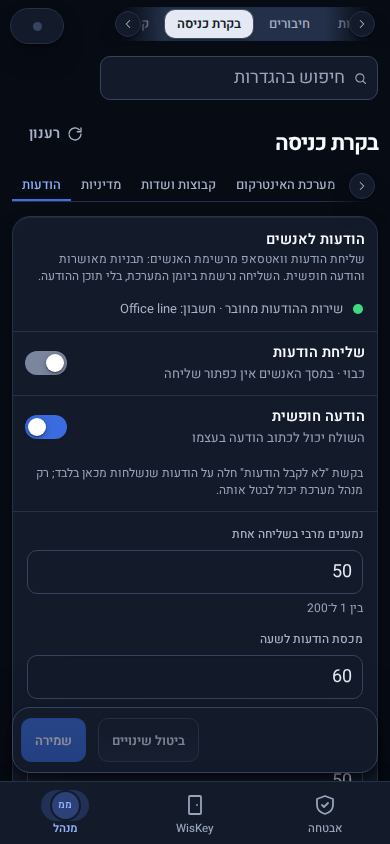 ות
חיבורים
בקרת כניסה
ק
חיפוש בהגדרות
בקרת כניסה
רענון
מערכת האינטרקום
קבוצות ושדות
מדיניות
הודעות
הודעות לאנשים
שליחת הודעות וואטסאפ מרשימת האנשים: תבניות מאושרות
והודעה חופשית. השליחה נרשמת ביומן המערכת, בלי תוכן ההודעה.
שירות ההודעות מחובר · חשבון: Office line
שליחת הודעות
כבוי · במסך האנשים אין כפתור שליחה
הודעה חופשית
השולח יכול לכתוב הודעה בעצמו
בקשת "לא לקבל הודעות" חלה על הודעות שנשלחות מכאן בלבד; רק
מנהל מערכת יכול לבטל אותה.
נמענים מרבי בשליחה אחת
50
בין 1 ל־200
מכסת הודעות לשעה
60
ביטול שינויים
שמירה
50
אבטחה
WisKey
ממ
מנהל